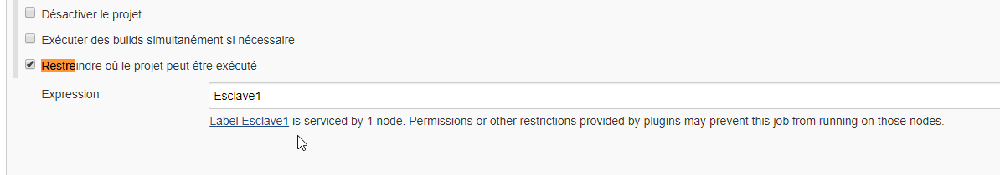 Désactiver le projet
Exécuter des builds simultanément si nécessaire
Restreindre où le projet peut être exécuté
Expression
Esclave1
Label Esclave1 is serviced by 1 node. Permissions or other restrictions provided by plugins may prevent this job from running on those nodes.